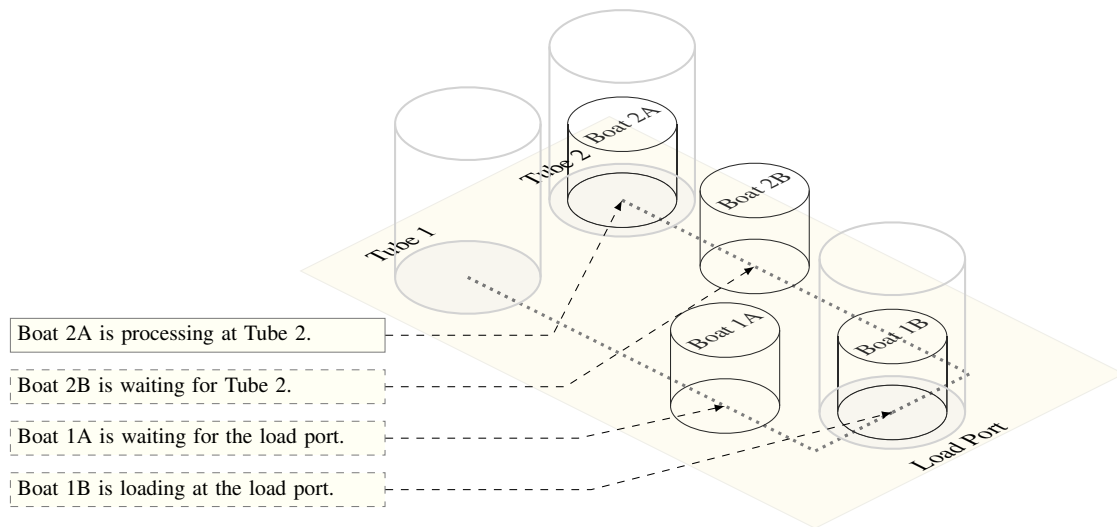 Boat 2A
Tube 2
Boat 2B
Tube 1
Boat 1A
Boat 1B
Load Port
Boat 2A is processing at Tube 2.
Boat 2B is waiting for Tube 2.
Boat 1A is waiting for the load port.
Boat 1B is loading at the load port.